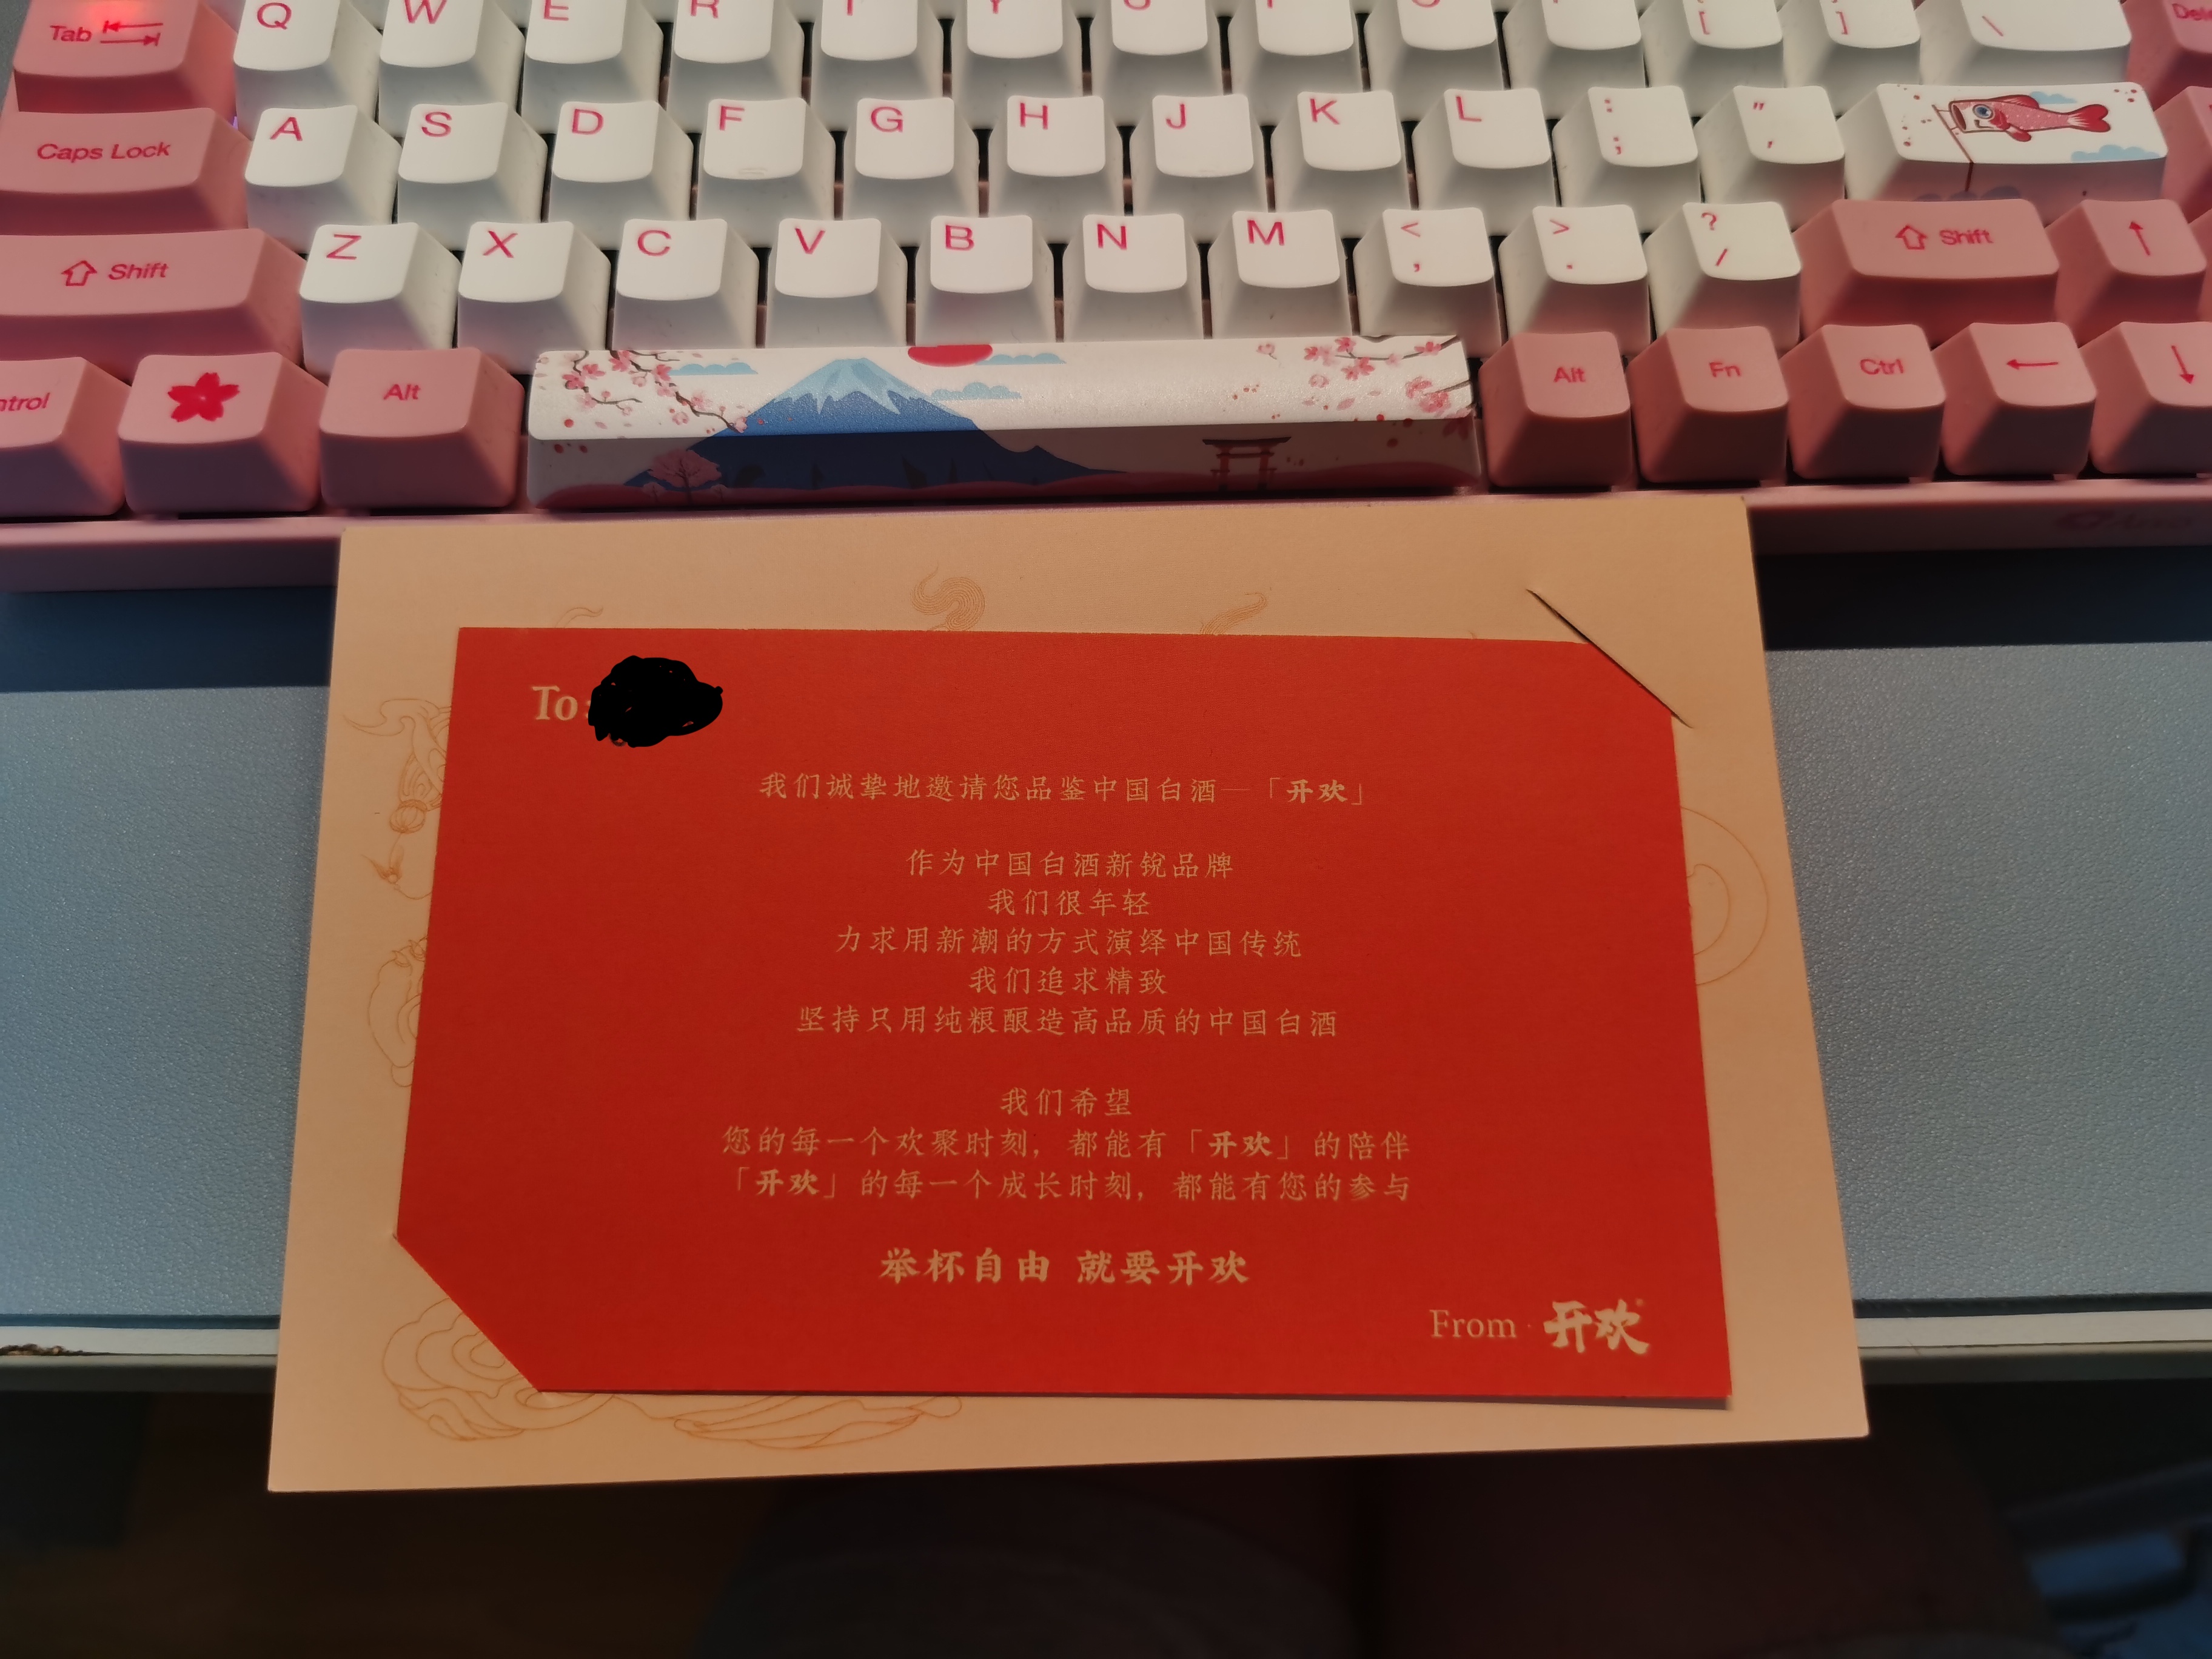 Tab Q W E R T Y U I O P [ ] \
Caps Lock A S D F G H J K L : ; " ,
Shift Z X C V B N M < , > . ? / Shift ↑
Alt Alt Fn Ctrl ← ↓
To:
我们诚挚地邀请您品鉴中国白酒—「开欢」
作为中国白酒新锐品牌
我们很年轻
力求用新潮的方式演绎中国传统
我们追求精致
坚持只用纯粮酿造高品质的中国白酒
我们希望
您的每一个欢聚时刻，都能有「开欢」的陪伴
「开欢」的每一个成长时刻，都能有您的参与
举杯自由 就要开欢
From · 开欢